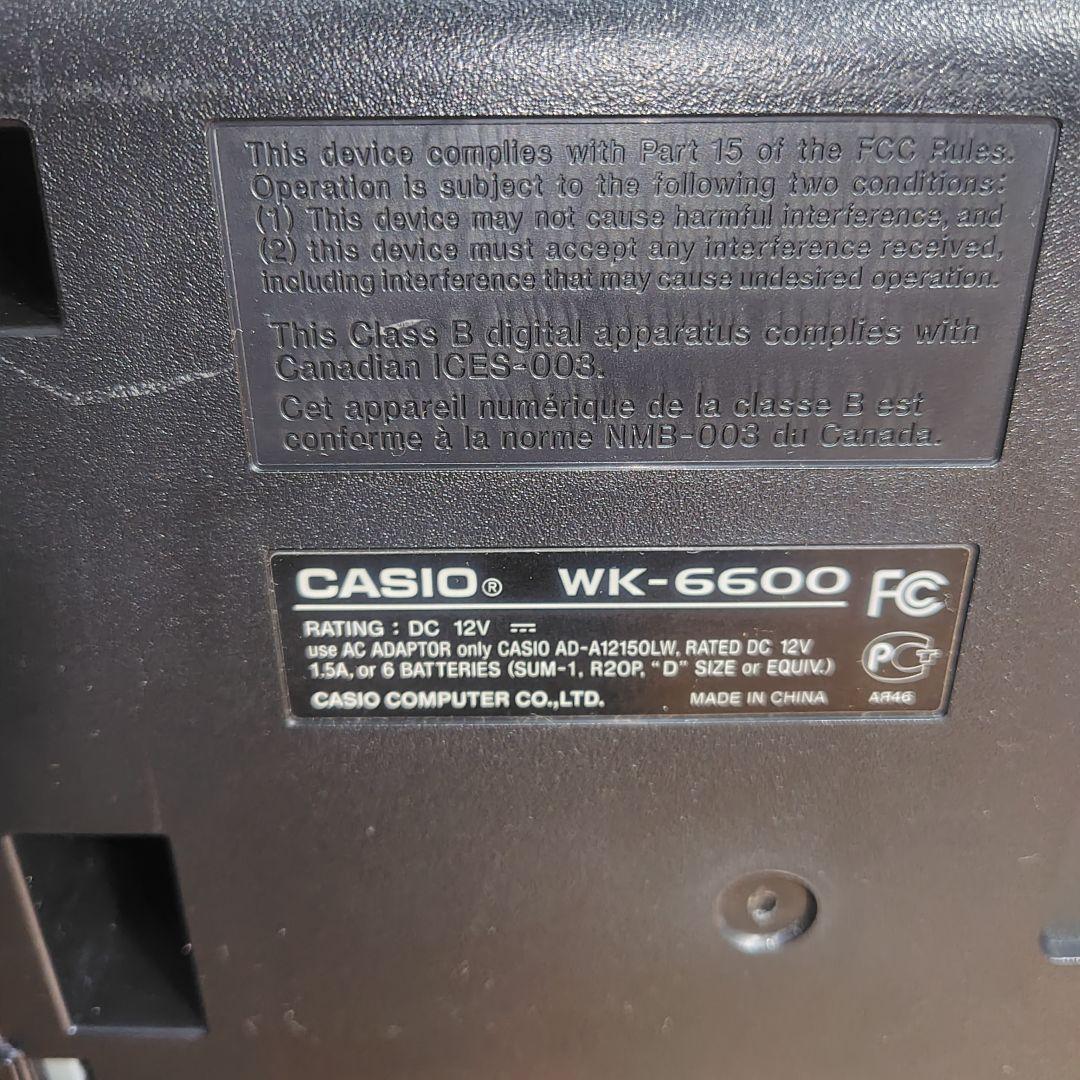 This device complies with Part 15 of the FCC Rules.
Operation is subject to the following two conditions:
(1) This device may not cause harmful interference, and
(2) this device must accept any interference received,
including interference that may cause undesired operation.
This Class B digital apparatus complies with
Canadian ICES-003.
Cet appareil numérique de la classe B est
conforme à la norme NMB-003 du Canada.
CASIO® WK-6600 FC
RATING : DC 12V ⎓
use AC ADAPTOR only CASIO AD-A12150LW, RATED DC 12V
1.5A, or 6 BATTERIES (SUM-1, R20P, "D" SIZE or EQUIV.)
CASIO COMPUTER CO.,LTD. MADE IN CHINA
PCT
АЯ46